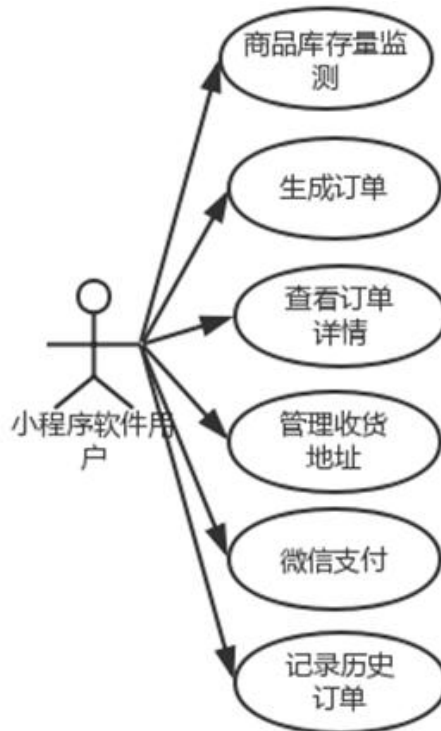 商品库存量监
测
生成订单
查看订单
详情
小程序软件用
户
管理收货
地址
微信支付
记录历史
订单